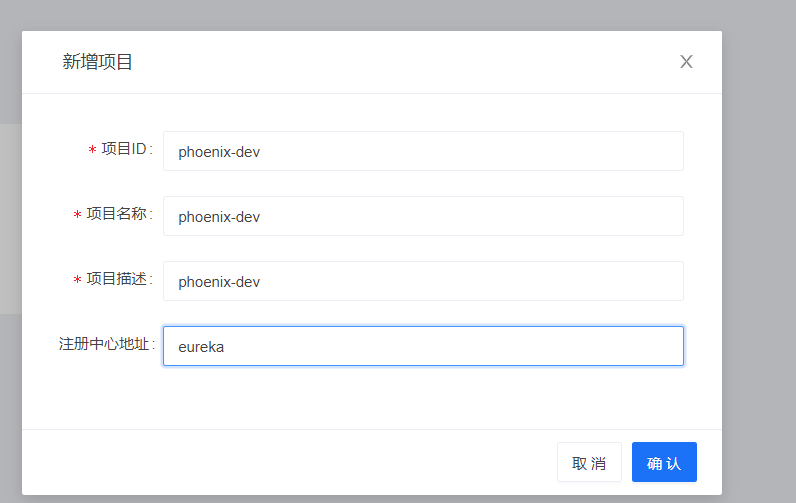 新增项目 X
* 项目ID: phoenix-dev
* 项目名称: phoenix-dev
* 项目描述: phoenix-dev
注册中心地址: eureka
取 消 确 认